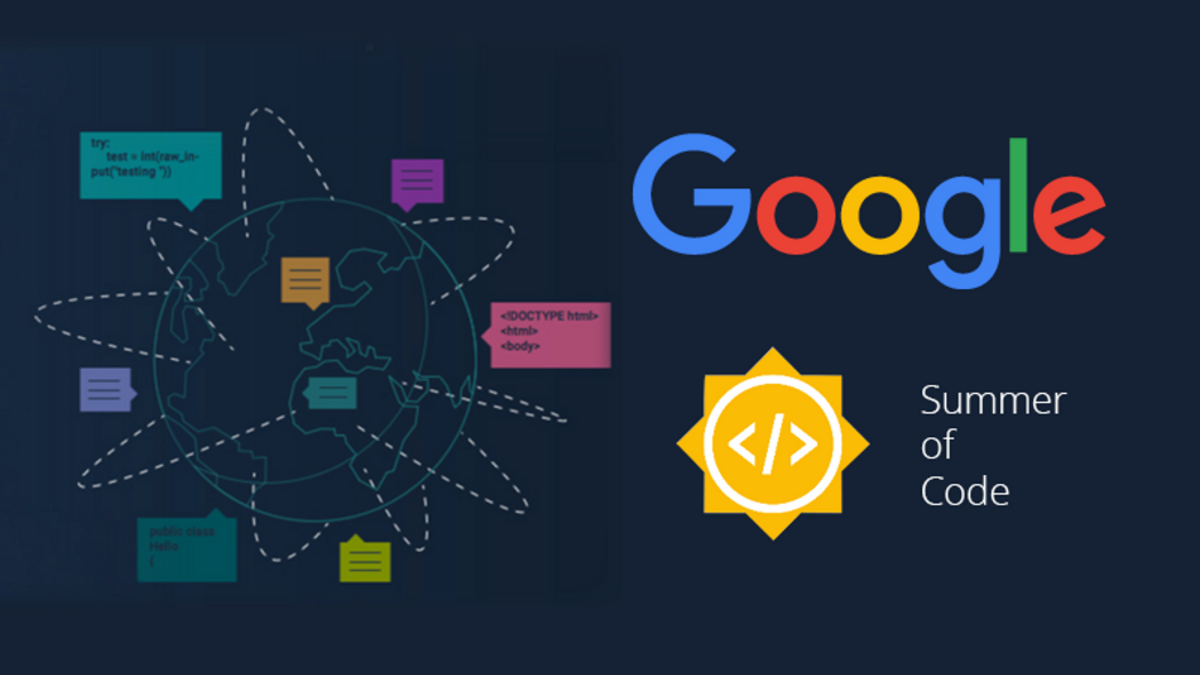 try:
test = int(raw_in-
put("testing "))
<!DOCTYPE html>
<html>
<body>
public class
Hello
{
Google
</>
Summer
of
Code